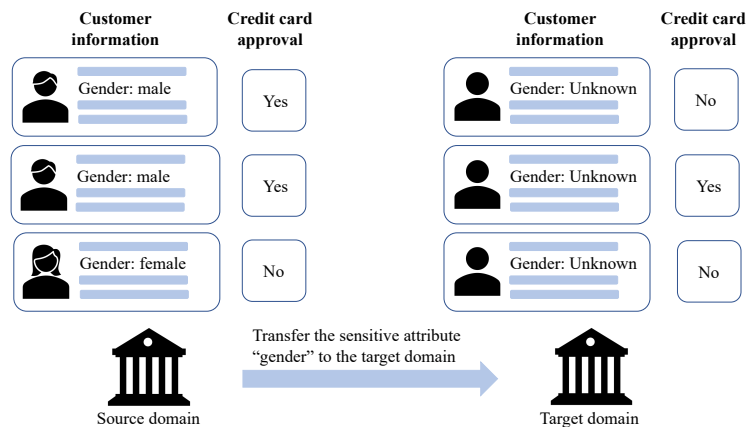 Customer
information
Credit card
approval
Customer
information
Credit card
approval
Gender: male
Yes
Gender: Unknown
No
Gender: male
Yes
Gender: Unknown
Yes
Gender: female
No
Gender: Unknown
No
Transfer the sensitive attribute
“gender” to the target domain
Source domain
Target domain